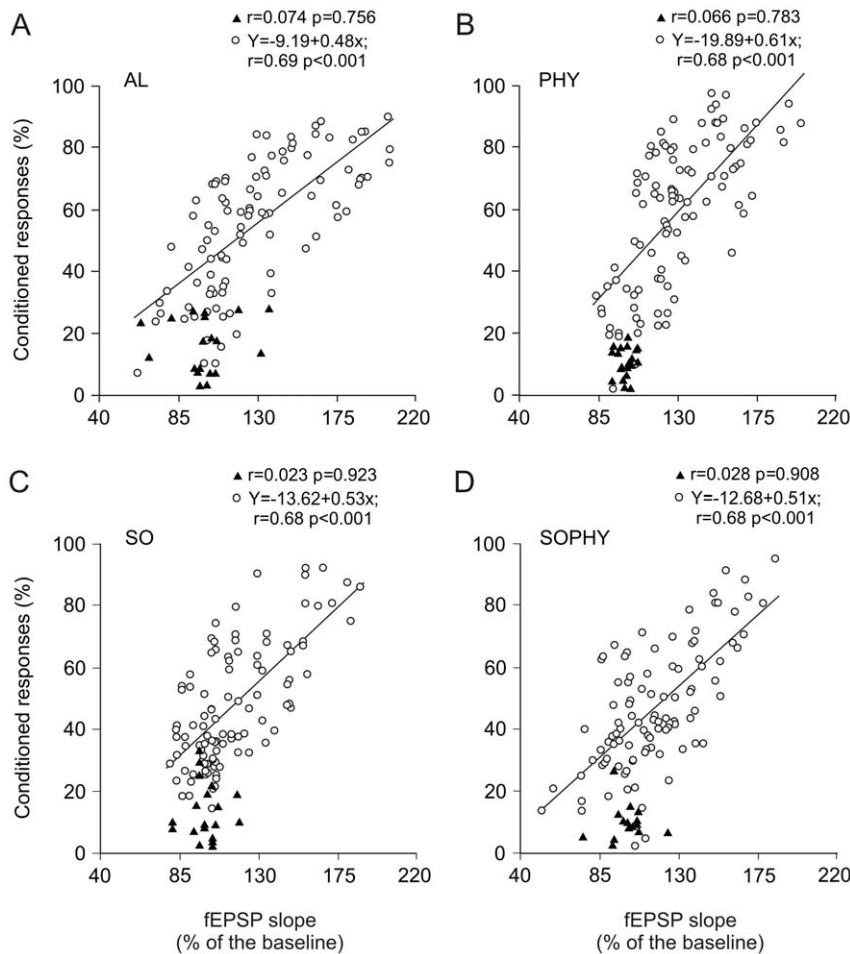 A
▲ r=0.074 p=0.756
○ Y=-9.19+0.48x;
r=0.69 p<0.001
AL
Conditioned responses (%)
100
80
60
40
20
0
40 85 130 175 220
B
▲ r=0.066 p=0.783
○ Y=-19.89+0.61x;
r=0.68 p<0.001
PHY
100
80
60
40
20
0
40 85 130 175 220
C
▲ r=0.023 p=0.923
○ Y=-13.62+0.53x;
r=0.68 p<0.001
SO
Conditioned responses (%)
100
80
60
40
20
0
40 85 130 175 220
fEPSP slope
(% of the baseline)
D
▲ r=0.028 p=0.908
○ Y=-12.68+0.51x;
r=0.68 p<0.001
SOPHY
100
80
60
40
20
0
40 85 130 175 220
fEPSP slope
(% of the baseline)